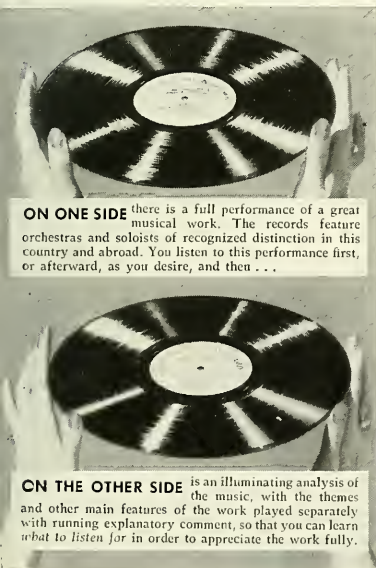 ON ONE SIDE there is a full performance of a great
musical work. The records feature
orchestras and soloists of recognized distinction in this
country and abroad. You listen to this performance first,
or afterward, as you desire, and then . . .
ON THE OTHER SIDE is an illuminating analysis of
the music, with the themes
and other main features of the work played separately
with running explanatory comment, so that you can learn
what to listen for in order to appreciate the work fully.